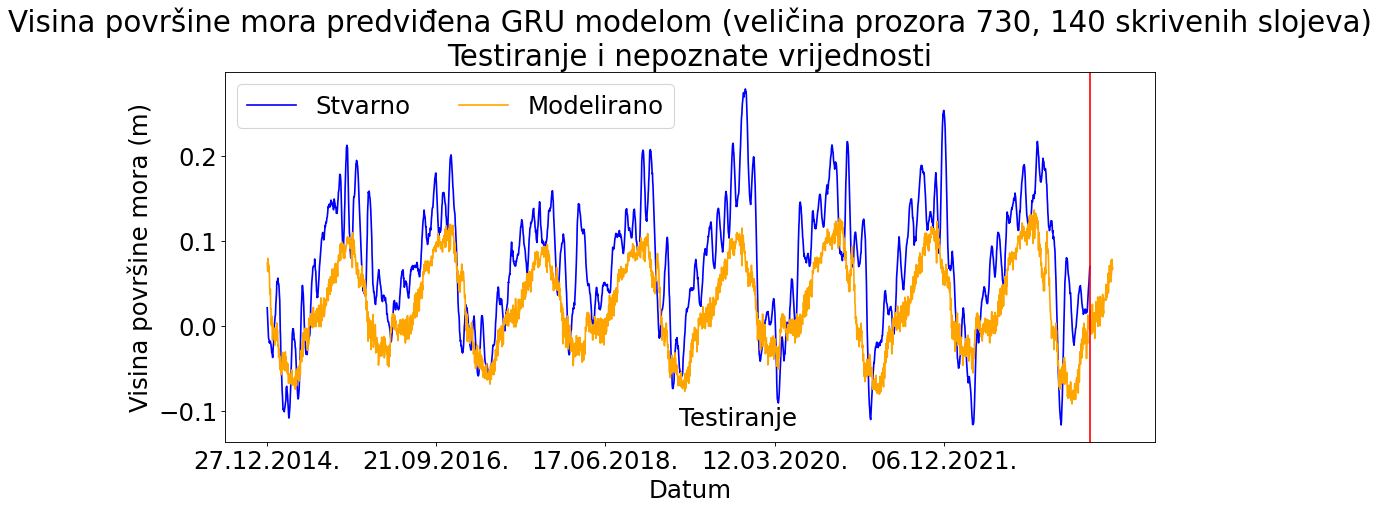 Visina površine mora predviđena GRU modelom (veličina prozora 730, 140 skrivenih slojeva)
Testiranje i nepoznate vrijednosti
Stvarno
Modelirano
Visina površine mora (m)
0.2
0.1
0.0
−0.1
Testiranje
27.12.2014.
21.09.2016.
17.06.2018.
12.03.2020.
06.12.2021.
Datum